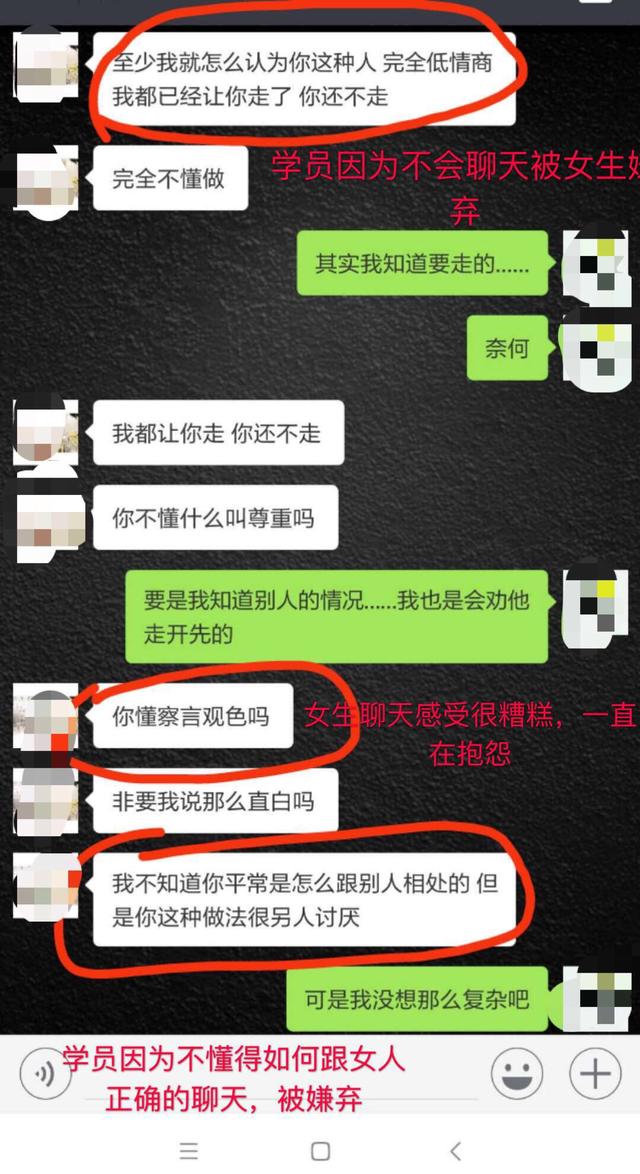 至少我就怎么认为你这种人 完全低情商
我都已经让你走了 你还不走
完全不懂做
学员因为不会聊天被女生嫌
弃
其实我知道要走的......
奈何
我都让你走 你还不走
你不懂什么叫尊重吗
要是我知道别人的情况......我也是会劝他
走开先的
你懂察言观色吗
女生聊天感受很糟糕，一直
在抱怨
非要我说那么直白吗
我不知道你平常是怎么跟别人相处的 但
是你这种做法很另人讨厌
可是我没想那么复杂吧
学员因为不懂得如何跟女人
正确的聊天，被嫌弃